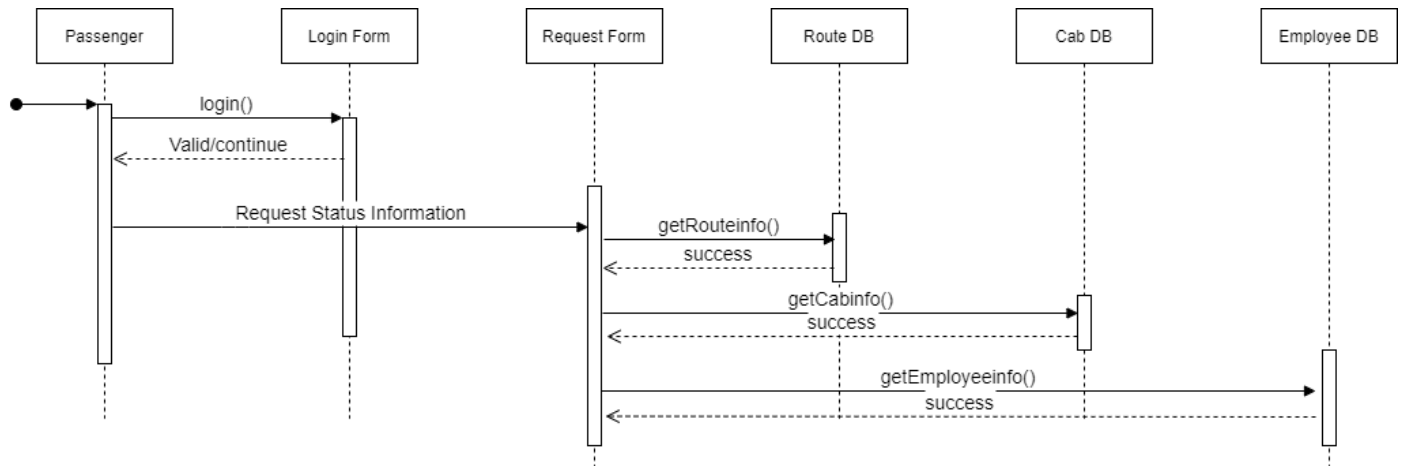 Passenger
Login Form
Request Form
Route DB
Cab DB
Employee DB
login()
Valid/continue
Request Status Information
getRouteinfo()
success
getCabinfo()
success
getEmployeeinfo()
success